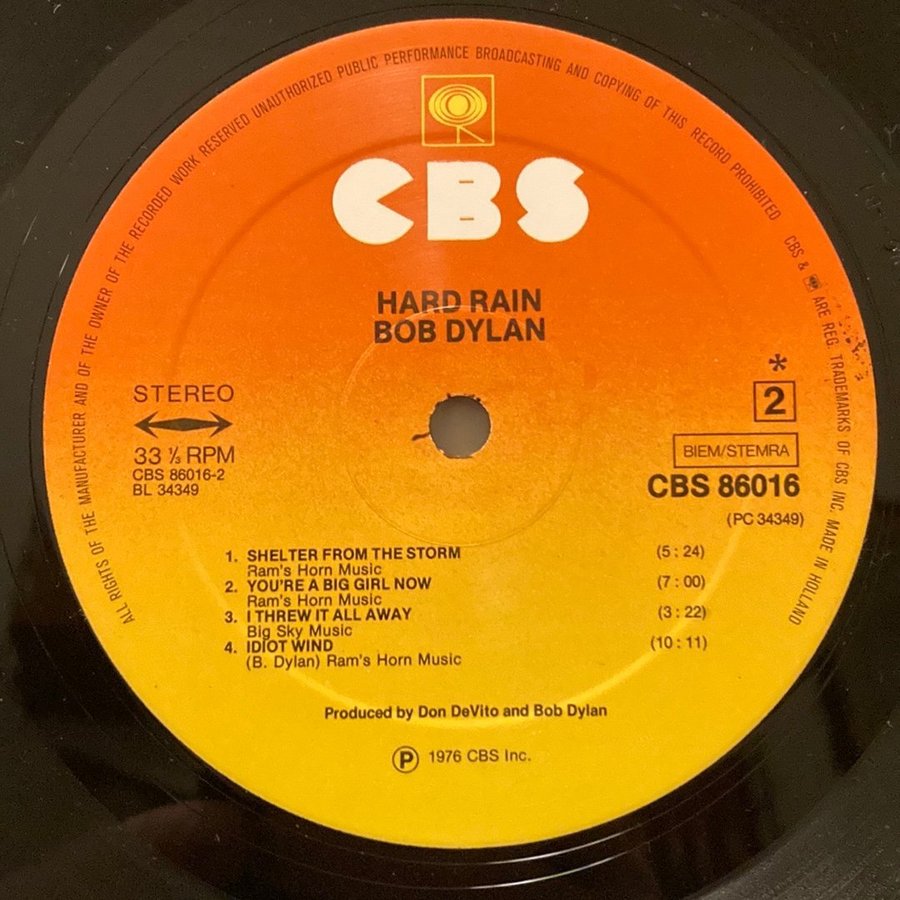 ALL RIGHTS OF THE MANUFACTURER AND OF THE OWNER OF THE RECORDED WORK RESERVED UNAUTHORIZED PUBLIC PERFORMANCE BROADCASTING AND COPYING OF THIS RECORD PROHIBITED CBS & ARE REG. TRADEMARKS OF CBS INC. MADE IN HOLLAND
CBS
HARD RAIN
BOB DYLAN
STEREO
33 ⅓ RPM
CBS 86016-2
BL 34349
*
2
BIEM/STEMRA
CBS 86016
(PC 34349)
1. SHELTER FROM THE STORM (5 : 24)
Ram's Horn Music
2. YOU'RE A BIG GIRL NOW (7 : 00)
Ram's Horn Music
3. I THREW IT ALL AWAY (3 : 22)
Big Sky Music
4. IDIOT WIND (10 : 11)
(B. Dylan) Ram's Horn Music
Produced by Don DeVito and Bob Dylan
Ⓟ 1976 CBS Inc.